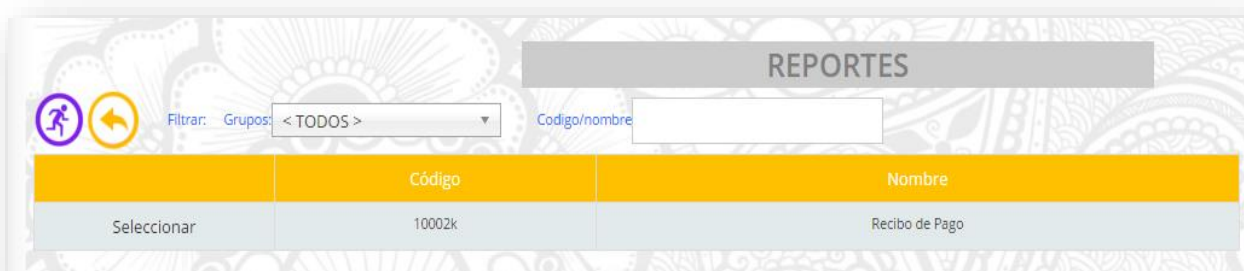 REPORTES
Filtrar: Grupos: < TODOS > Codigo/nombre
Código Nombre
Seleccionar 10002k Recibo de Pago